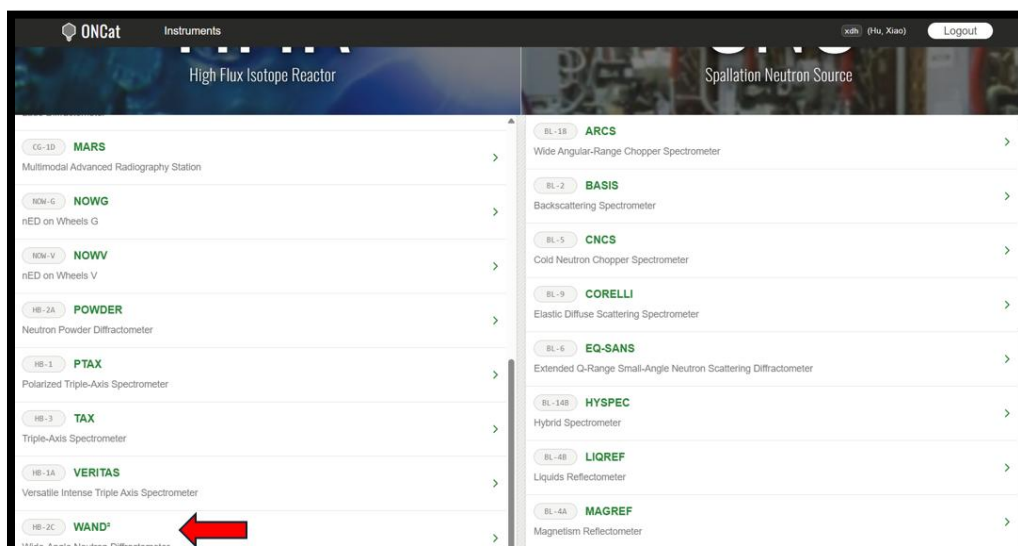 ONCat Instruments xdh (Hu, Xiao) Logout
High Flux Isotope Reactor
Spallation Neutron Source
CG-1D MARS
Multimodal Advanced Radiography Station
NOW-G NOWG
nED on Wheels G
NOW-V NOWV
nED on Wheels V
HB-2A POWDER
Neutron Powder Diffractometer
HB-1 PTAX
Polarized Triple-Axis Spectrometer
HB-3 TAX
Triple-Axis Spectrometer
HB-1A VERITAS
Versatile Intense Triple Axis Spectrometer
HB-2C WAND²
Wide-Angle Neutron Diffractometer
BL-18 ARCS
Wide Angular-Range Chopper Spectrometer
BL-2 BASIS
Backscattering Spectrometer
BL-5 CNCS
Cold Neutron Chopper Spectrometer
BL-9 CORELLI
Elastic Diffuse Scattering Spectrometer
BL-6 EQ-SANS
Extended Q-Range Small-Angle Neutron Scattering Diffractometer
BL-14B HYSPEC
Hybrid Spectrometer
BL-4B LIQREF
Liquids Reflectometer
BL-4A MAGREF
Magnetism Reflectometer